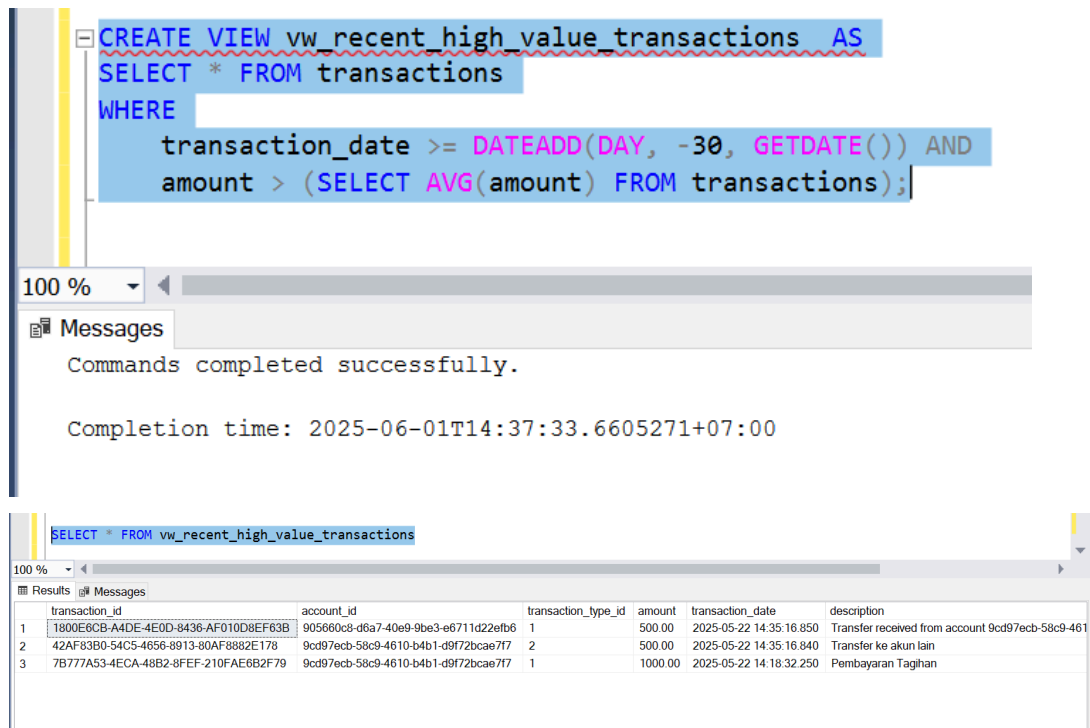 CREATE VIEW vw_recent_high_value_transactions AS
SELECT * FROM transactions
WHERE
transaction_date >= DATEADD(DAY, -30, GETDATE()) AND
amount > (SELECT AVG(amount) FROM transactions);
100 %
Messages
Commands completed successfully.
Completion time: 2025-06-01T14:37:33.6605271+07:00
SELECT * FROM vw_recent_high_value_transactions
100 %
Results Messages
transaction_id account_id transaction_type_id amount transaction_date description
1 1800E6CB-A4DE-4E0D-8436-AF010D8EF63B 905660c8-d6a7-40e9-9be3-e6711d22efb6 1 500.00 2025-05-22 14:35:16.850 Transfer received from account 9cd97ecb-58c9-461
2 42AF83B0-54C5-4656-8913-80AF8882E178 9cd97ecb-58c9-4610-b4b1-d9f72bcae7f7 2 500.00 2025-05-22 14:35:16.840 Transfer ke akun lain
3 7B777A53-4ECA-48B2-8FEF-210FAE6B2F79 9cd97ecb-58c9-4610-b4b1-d9f72bcae7f7 1 1000.00 2025-05-22 14:18:32.250 Pembayaran Tagihan